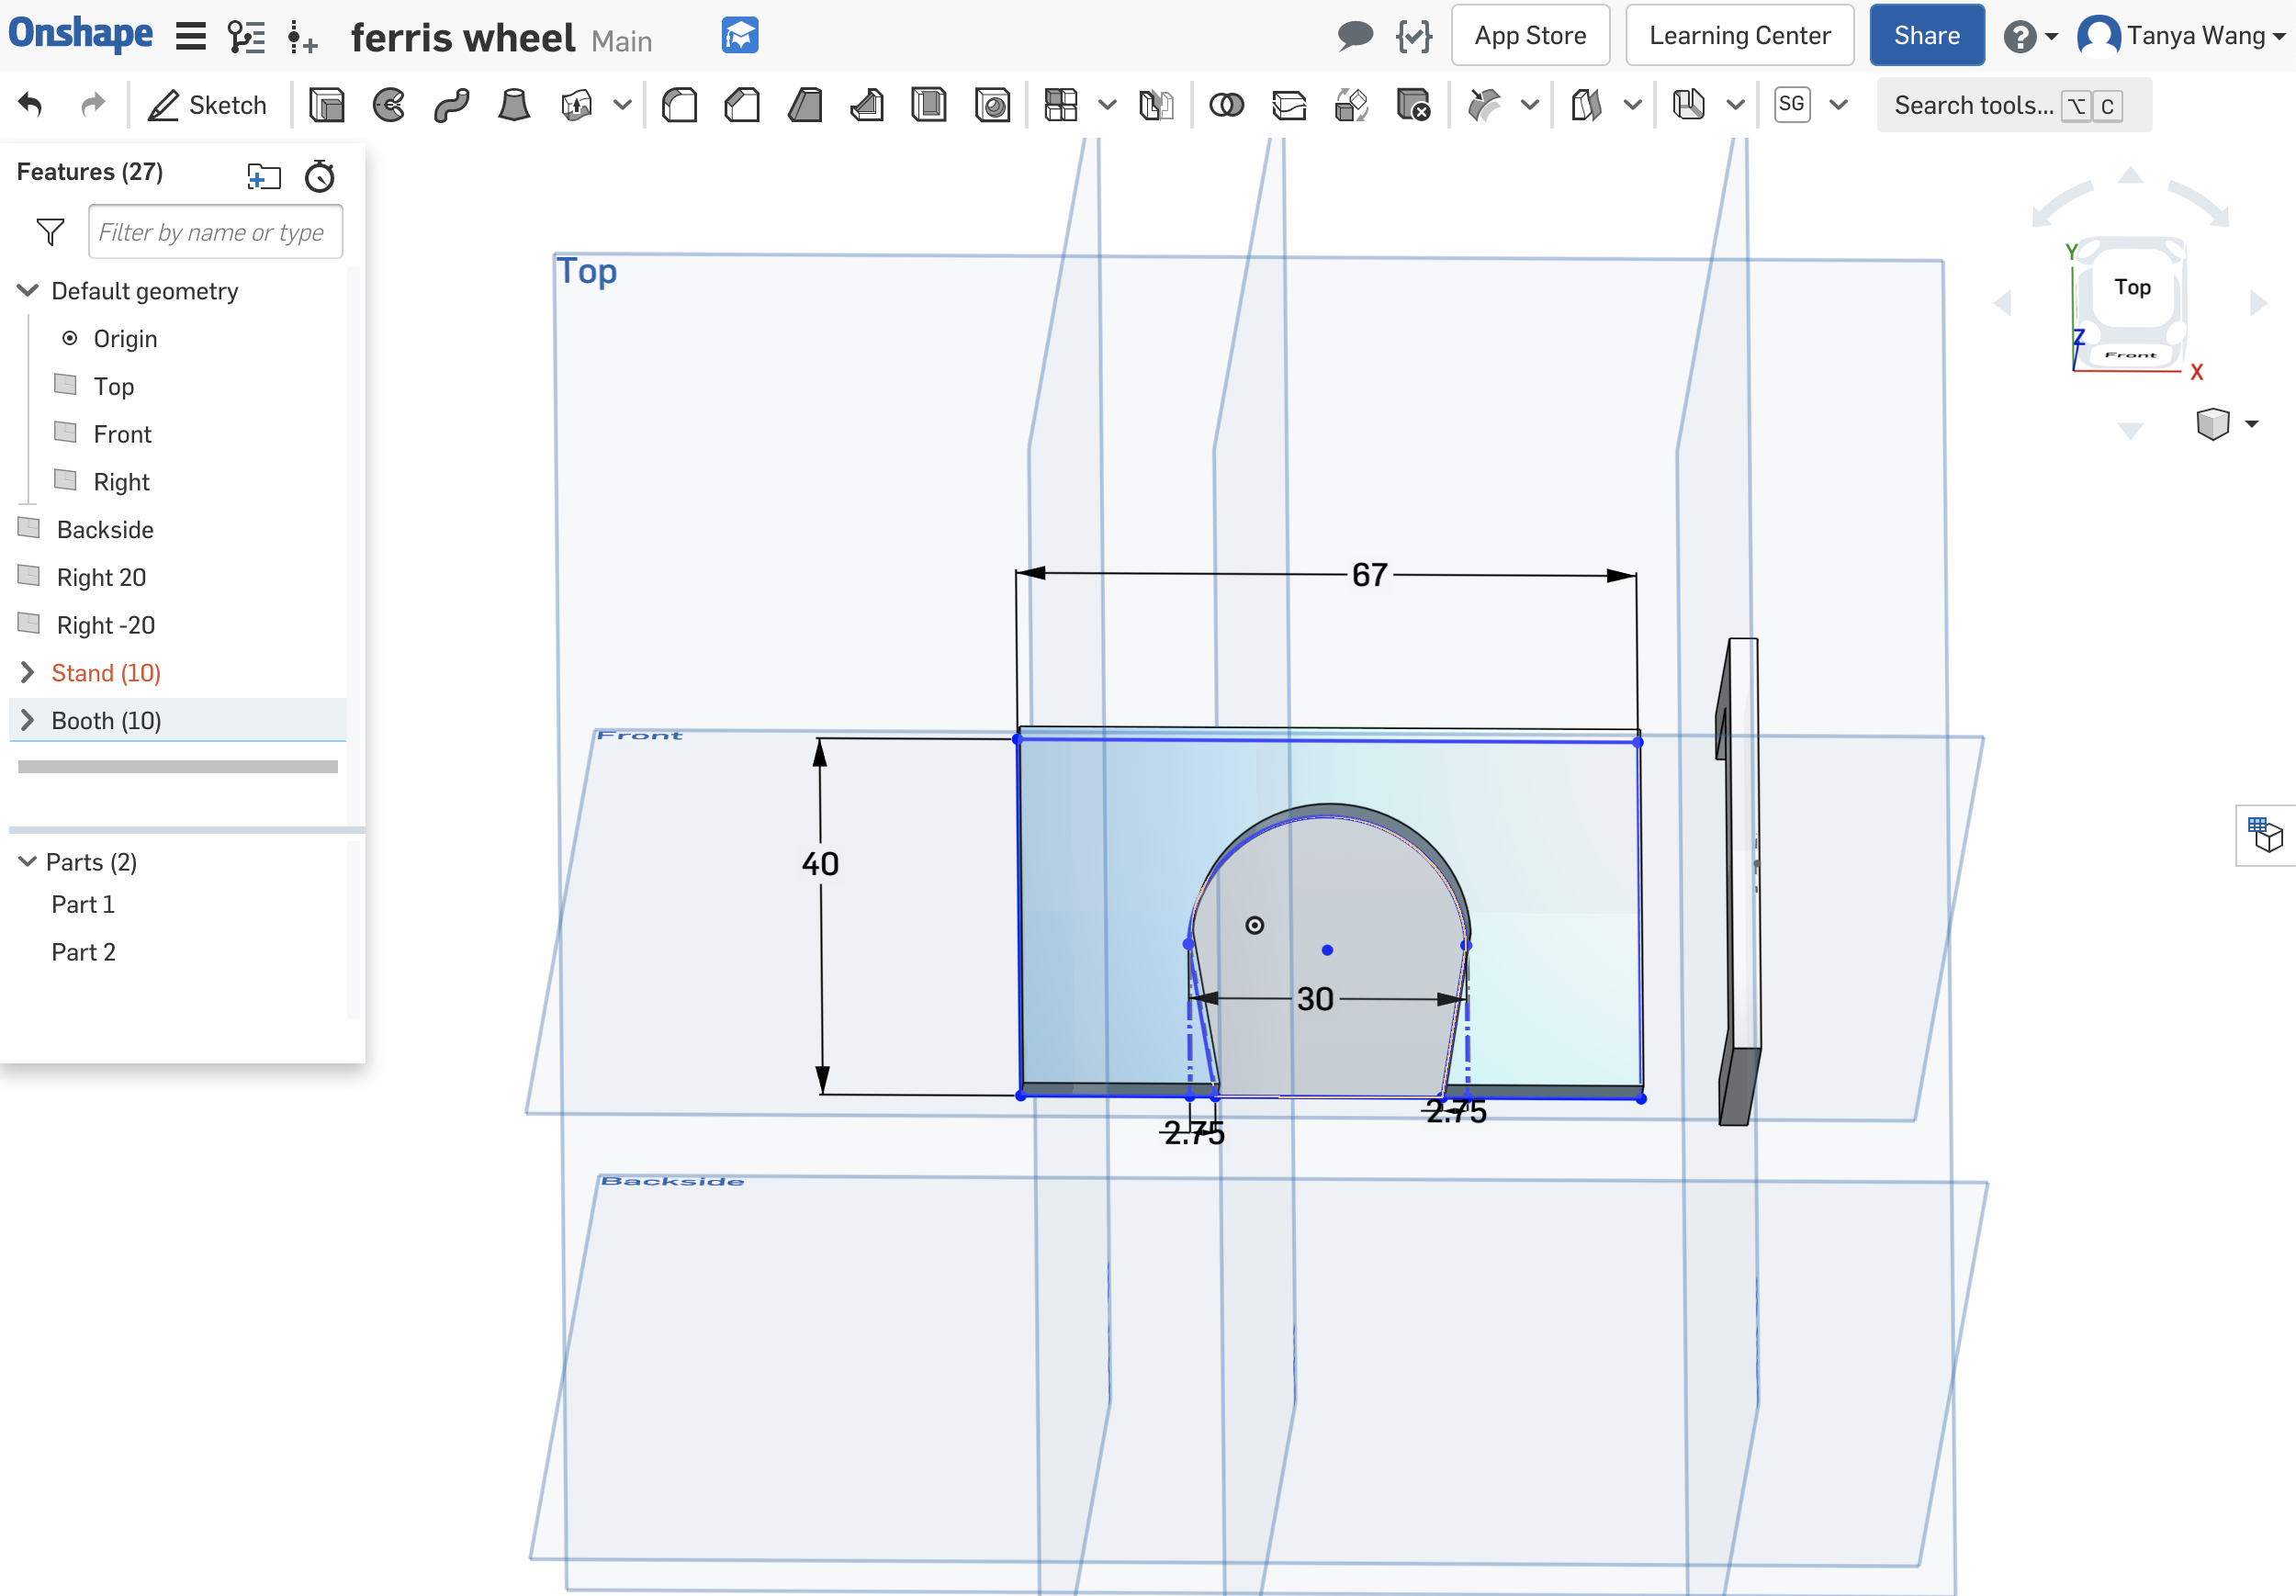 Onshape ferris wheel Main App Store Learning Center Share Tanya Wang
Sketch SG Search tools... ⌥ C
Features (27)
Filter by name or type
Default geometry
Origin
Top
Front
Right
Backside
Right 20
Right -20
Stand (10)
Booth (10)
Parts (2)
Part 1
Part 2
Top
Front
Backside
67
40
30
2.75
2.75
Y
Top
Z
Front
X